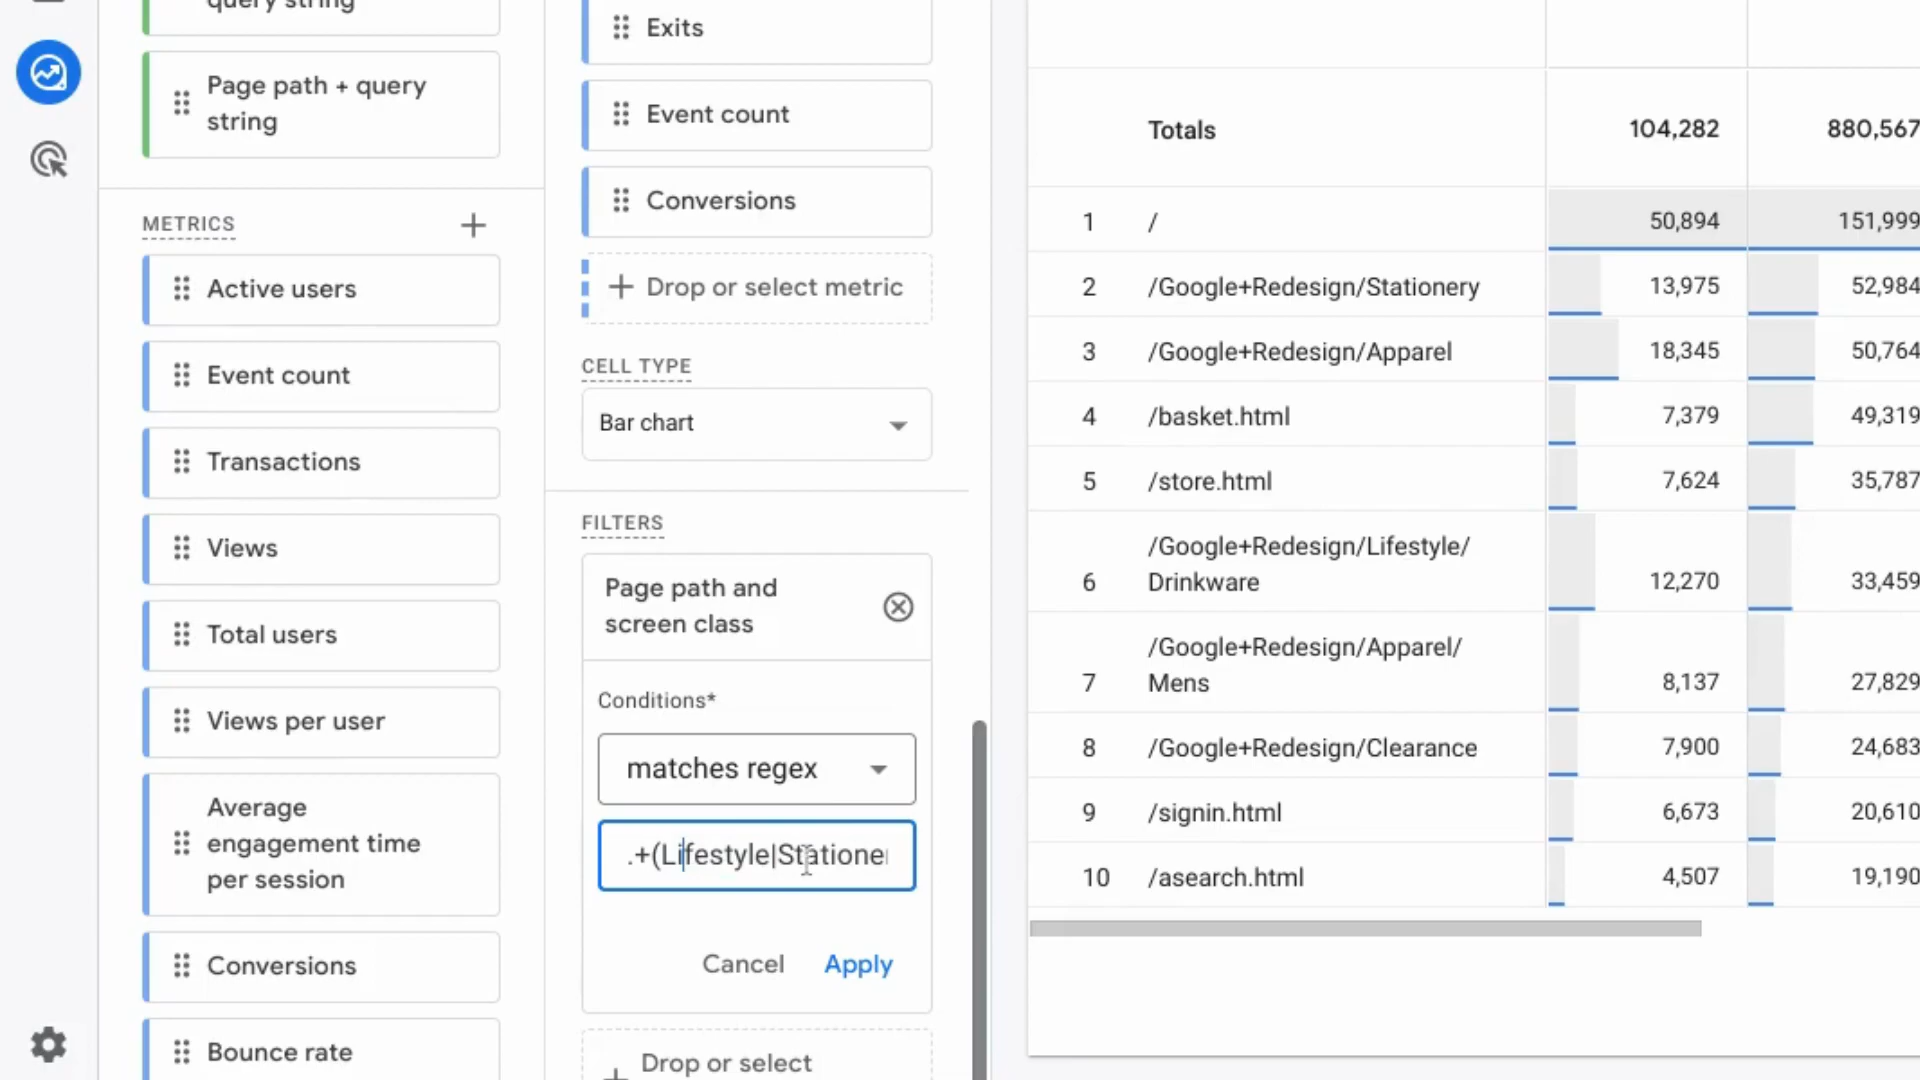 query string
Page path + query
string
METRICS
Active users
Event count
Transactions
Views
Total users
Views per user
Average
engagement time
per session
Conversions
Bounce rate
Exits
Event count
Conversions
Drop or select metric
CELL TYPE
Bar chart
FILTERS
Page path and
screen class
Conditions*
matches regex
.+(Lifestyle|Statione
Cancel Apply
Drop or select
Totals 104,282 880,567
1 / 50,894 151,999
2 /Google+Redesign/Stationery 13,975 52,984
3 /Google+Redesign/Apparel 18,345 50,764
4 /basket.html 7,379 49,319
5 /store.html 7,624 35,787
/Google+Redesign/Lifestyle/
6 Drinkware 12,270 33,459
/Google+Redesign/Apparel/
7 Mens 8,137 27,829
8 /Google+Redesign/Clearance 7,900 24,683
9 /signin.html 6,673 20,610
10 /asearch.html 4,507 19,190